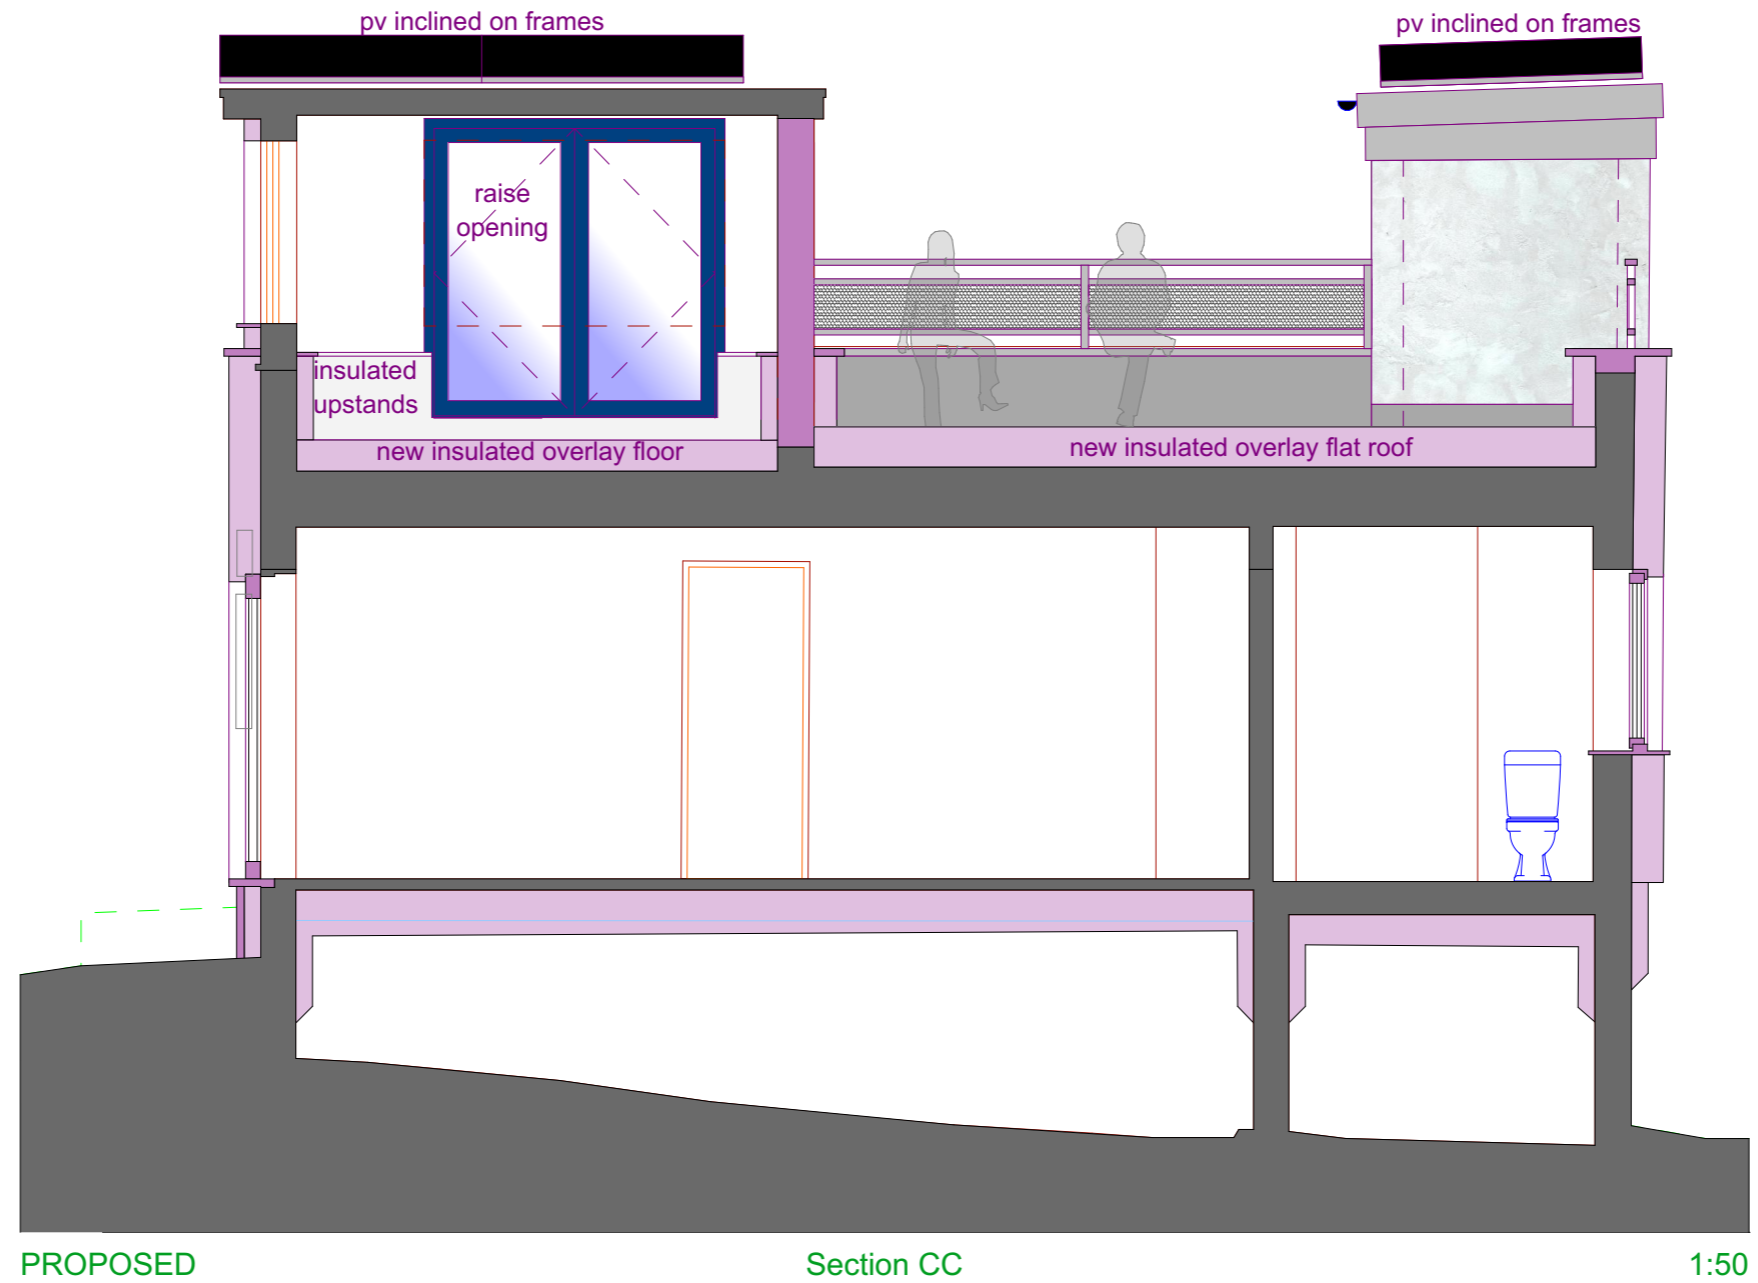 pv inclined on frames
pv inclined on frames
raise
opening
insulated
upstands
new insulated overlay floor
new insulated overlay flat roof
PROPOSED
Section CC
1:50